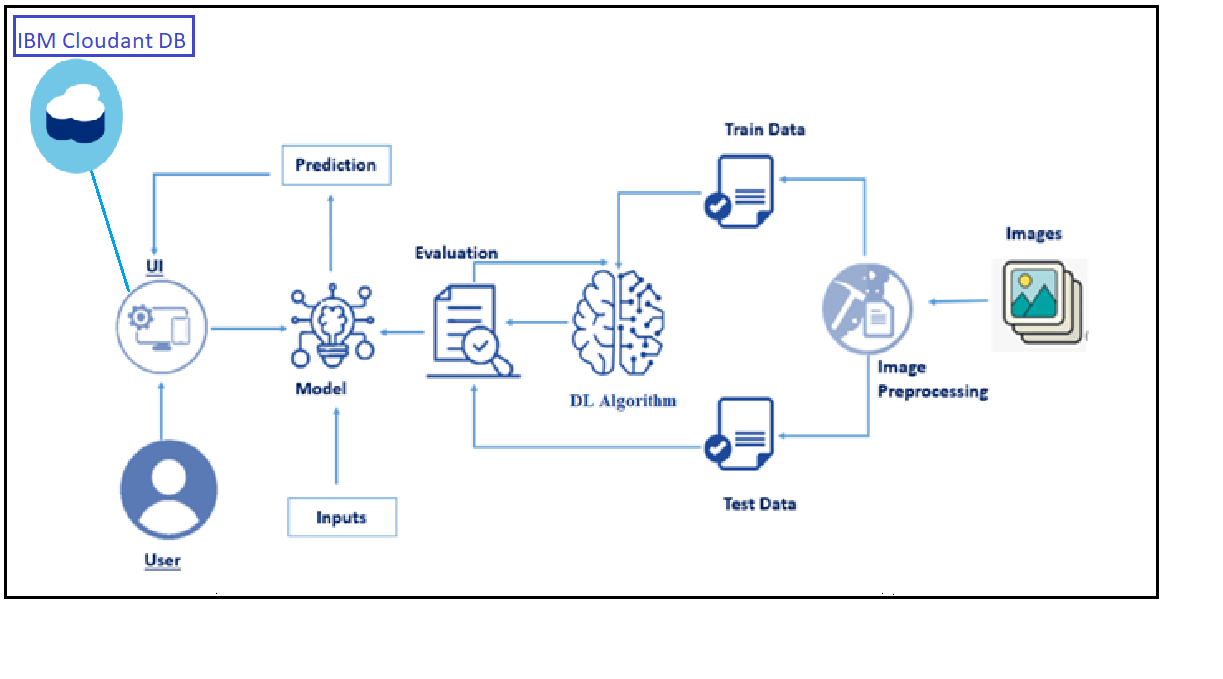 IBM Cloudant DB
Train Data
Prediction
Images
Evaluation
UI
Image
Preprocessing
Model
DL Algorithm
Test Data
Inputs
User